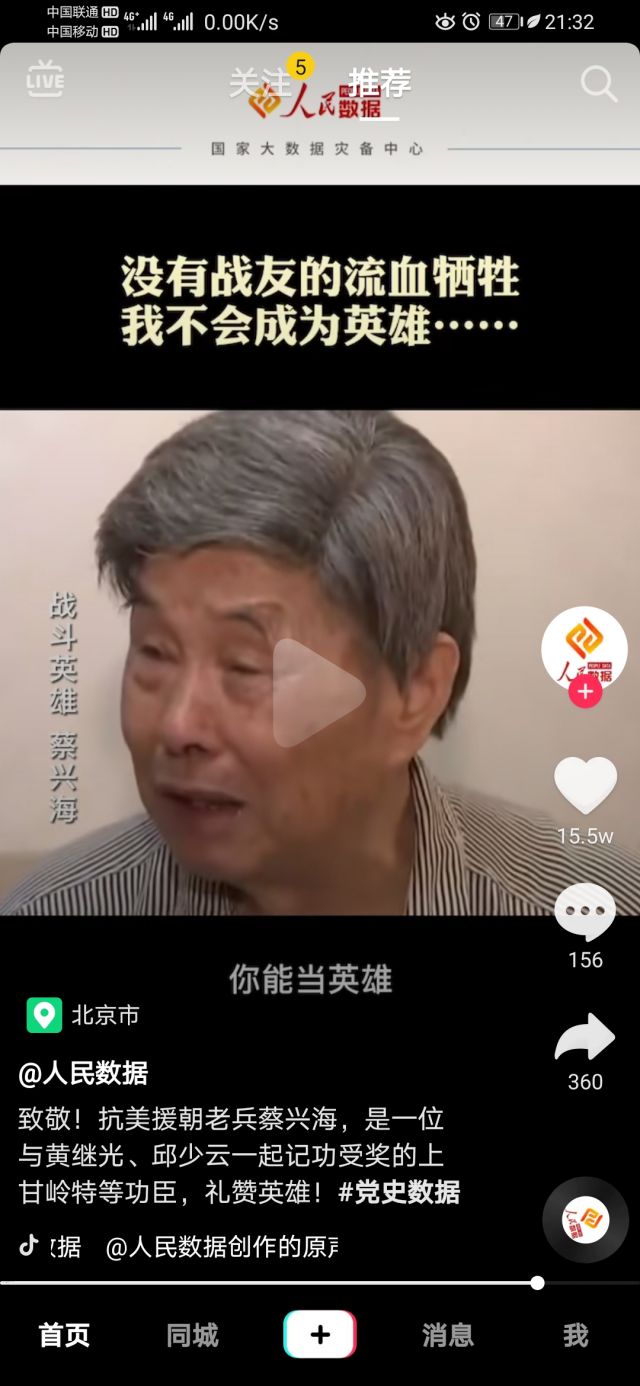 中国联通 HD 4G+ 4G 0.00K/s 47 21:32
中国移动 HD
LIVE 关注 5 推荐
人民数据
国家大数据灾备中心
没有战友的流血牺牲
我不会成为英雄……
战斗英雄 蔡兴海
人民数据
PEOPLE DATA
15.5w
156
360
你能当英雄
北京市
@人民数据
致敬！抗美援朝老兵蔡兴海，是一位
与黄继光、邱少云一起记功受奖的上
甘岭特等功臣，礼赞英雄！#党史数据
据 @人民数据创作的原声
人民数据
首页 同城 + 消息 我